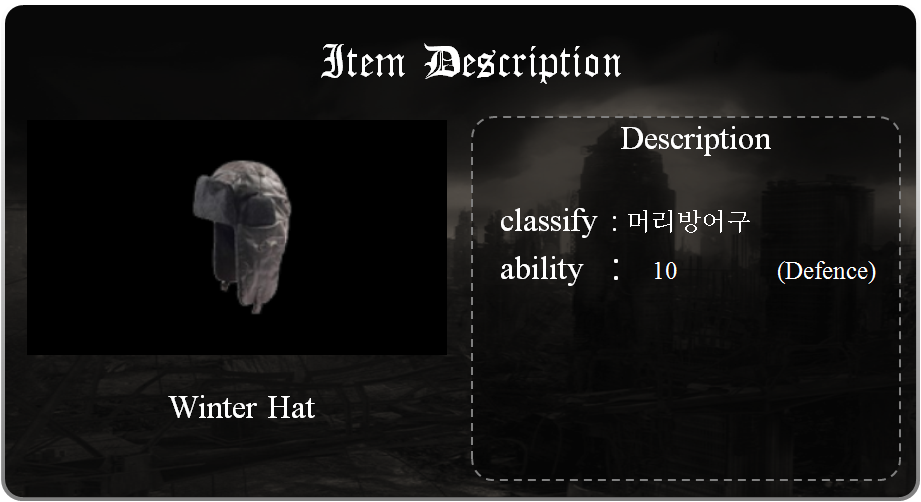 Item Description
Description
classify : 머리방어구
ability : 10 (Defence)
Winter Hat